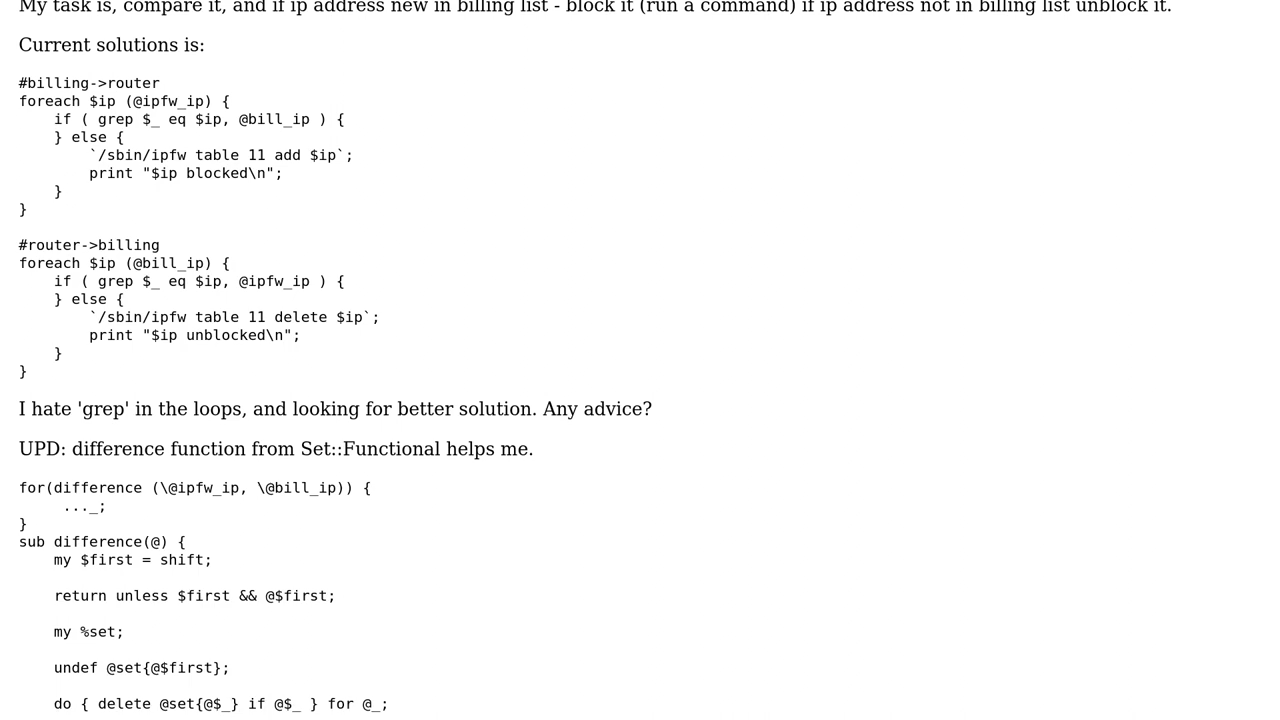 My task is, compare it, and if ip address new in billing list - block it (run a command) if ip address not in billing list unblock it.
Current solutions is:
#billing->router
foreach $ip (@ipfw_ip) {
    if ( grep $_ eq $ip, @bill_ip ) {
    } else {
        `/sbin/ipfw table 11 add $ip`;
        print "$ip blocked\n";
    }
}
#router->billing
foreach $ip (@bill_ip) {
    if ( grep $_ eq $ip, @ipfw_ip ) {
    } else {
        `/sbin/ipfw table 11 delete $ip`;
        print "$ip unblocked\n";
    }
}
I hate 'grep' in the loops, and looking for better solution. Any advice?
UPD: difference function from Set::Functional helps me.
for(difference (\@ipfw_ip, \@bill_ip)) {
     ..._;
}
sub difference(@) {
    my $first = shift;
    return unless $first && @$first;
    my %set;
    undef @set{@$first};
    do { delete @set{@$_} if @$_ } for @_;